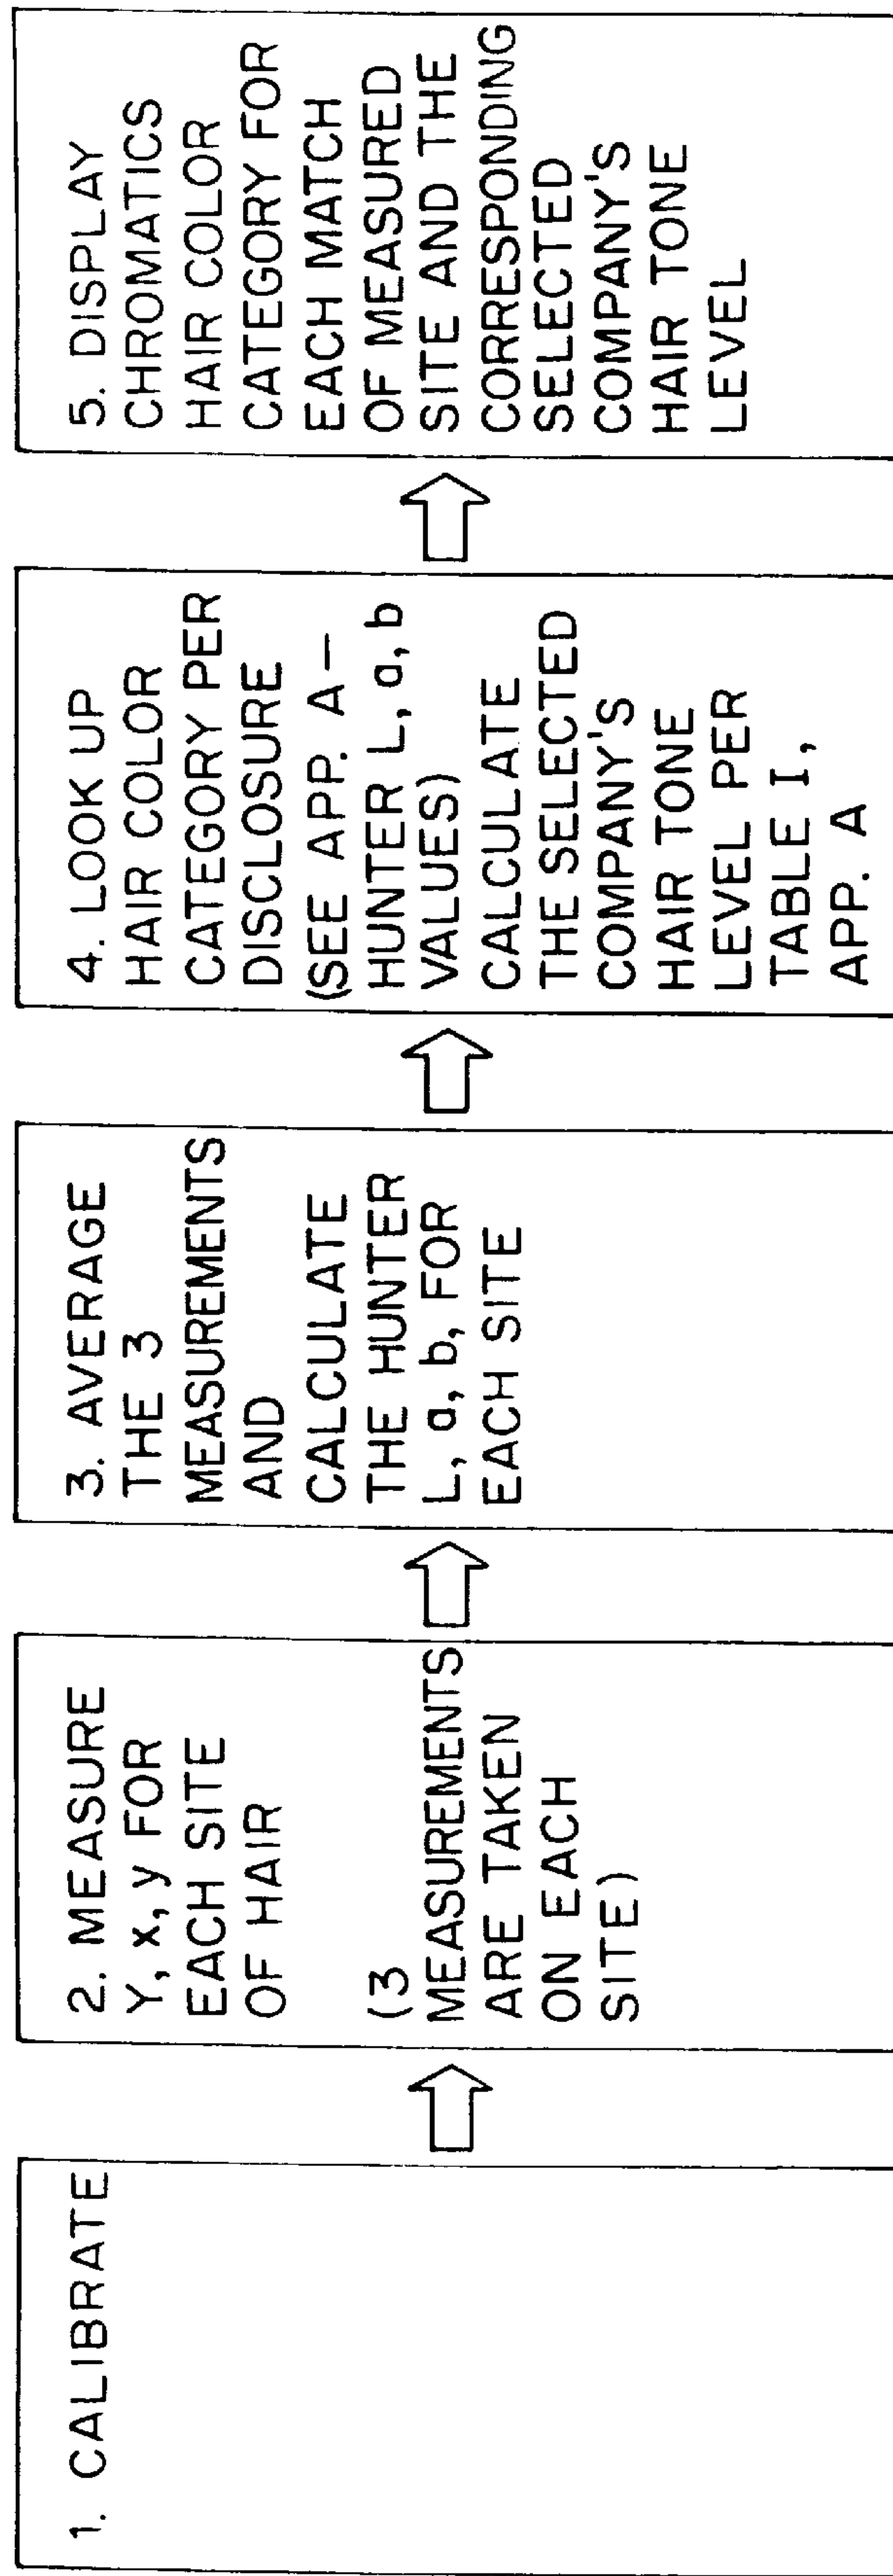 1. CALIBRATE
2. MEASURE
Y, x, y FOR
EACH SITE
OF HAIR
(3
MEASUREMENTS
ARE TAKEN
ON EACH
SITE)
3. AVERAGE
THE 3
MEASUREMENTS
AND
CALCULATE
THE HUNTER
L, a, b, FOR
EACH SITE
4. LOOK UP
HAIR COLOR
CATEGORY PER
DISCLOSURE
(SEE APP. A—
HUNTER L, a, b
VALUES)
CALCULATE
THE SELECTED
COMPANY'S
HAIR TONE
LEVEL PER
TABLE I,
APP. A
5. DISPLAY
CHROMATICS
HAIR COLOR
CATEGORY FOR
EACH MATCH
OF MEASURED
SITE AND THE
CORRESPONDING
SELECTED
COMPANY'S
HAIR TONE
LEVEL